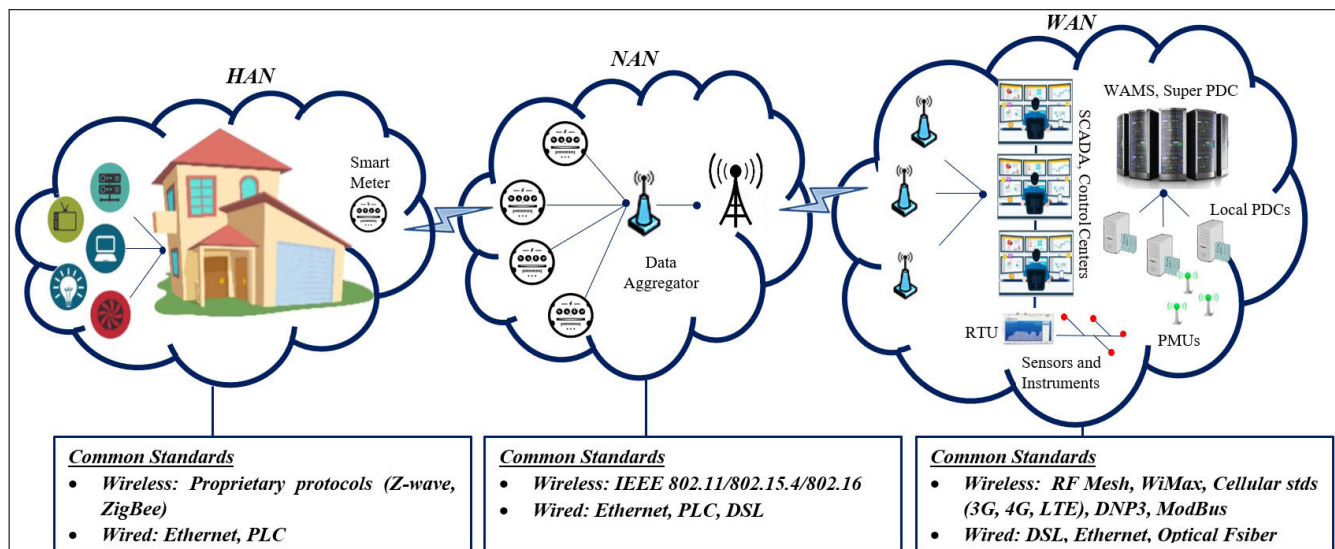 HAN
NAN
WAN
Smart
Meter
Data
Aggregator
SCADA, Control Centers
WAMS, Super PDC
Local PDCs
PMUs
RTU
Sensors and
Instruments
Common Standards
• Wireless: Proprietary protocols (Z-wave,
ZigBee)
• Wired: Ethernet, PLC
Common Standards
• Wireless: IEEE 802.11/802.15.4/802.16
• Wired: Ethernet, PLC, DSL
Common Standards
• Wireless: RF Mesh, WiMax, Cellular stds
(3G, 4G, LTE), DNP3, ModBus
• Wired: DSL, Ethernet, Optical Fsiber